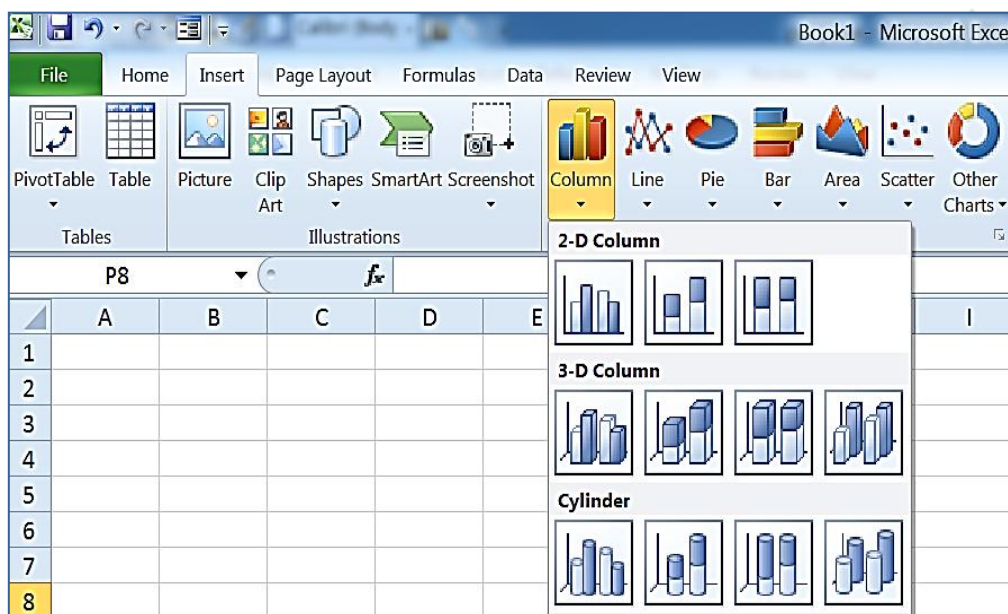 Book1 - Microsoft Exce
File Home Insert Page Layout Formulas Data Review View
PivotTable Table Picture Clip Art Shapes SmartArt Screenshot Column Line Pie Bar Area Scatter Other Charts
Tables Illustrations
2-D Column
P8 fx
A B C D E I
1
2
3-D Column
3
4
5
Cylinder
6
7
8